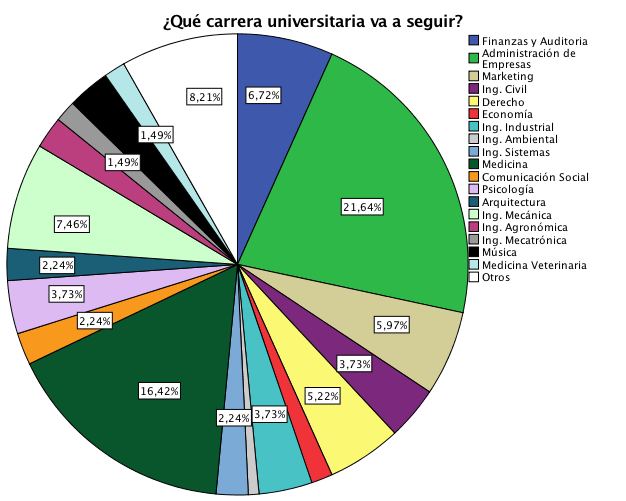 ¿Qué carrera universitaria va a seguir?
Finanzas y Auditoria
Administración de
Empresas
Marketing
Ing. Civil
Derecho
Economía
Ing. Industrial
Ing. Ambiental
Ing. Sistemas
Medicina
Comunicación Social
Psicología
Arquitectura
Ing. Mecánica
Ing. Agronómica
Ing. Mecatrónica
Música
Medicina Veterinaria
Otros
6,72%
21,64%
5,97%
3,73%
5,22%
3,73%
2,24%
16,42%
2,24%
3,73%
2,24%
7,46%
1,49%
1,49%
8,21%